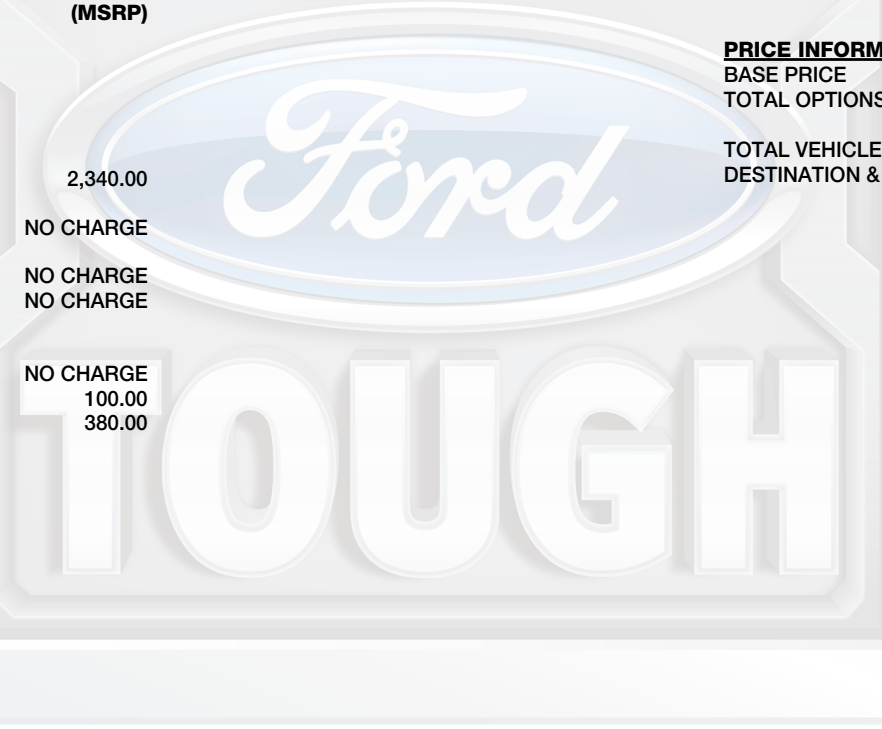 (MSRP)
2,340.00
NO CHARGE
NO CHARGE
NO CHARGE
NO CHARGE
100.00
380.00
PRICE INFORM
BASE PRICE
TOTAL OPTIONS
TOTAL VEHICLE
DESTINATION &
Ford
TOUGH